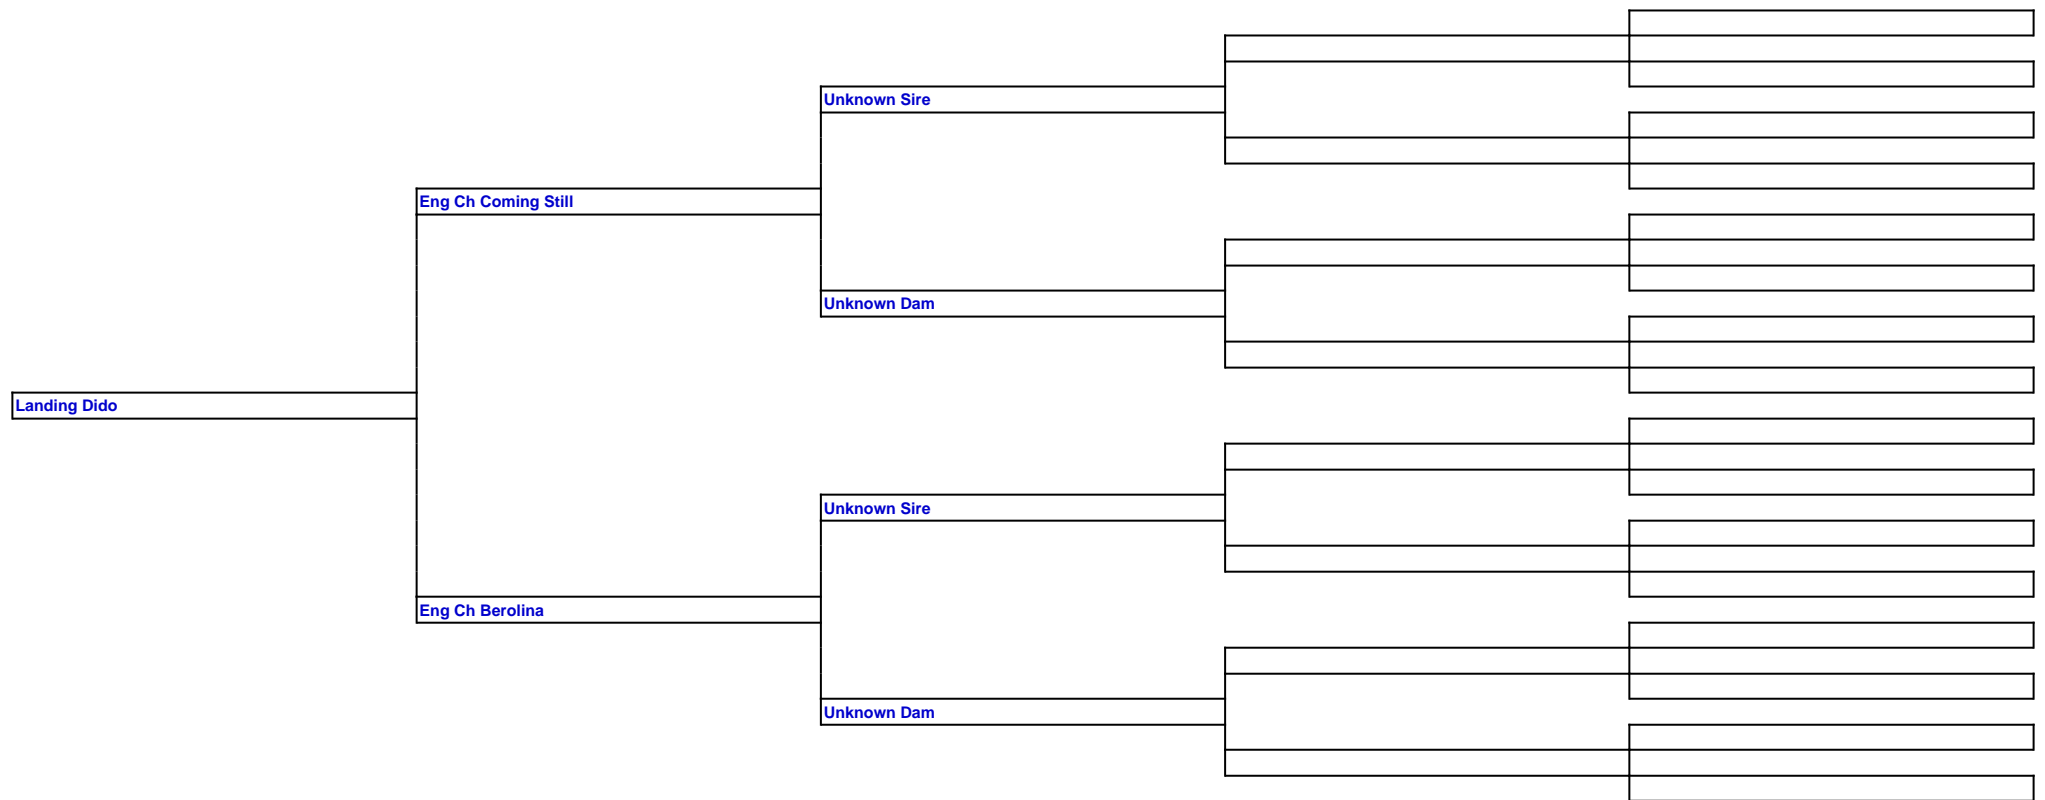 Unknown Sire
Eng Ch Coming Still
Unknown Dam
Landing Dido
Unknown Sire
Eng Ch Berolina
Unknown Dam